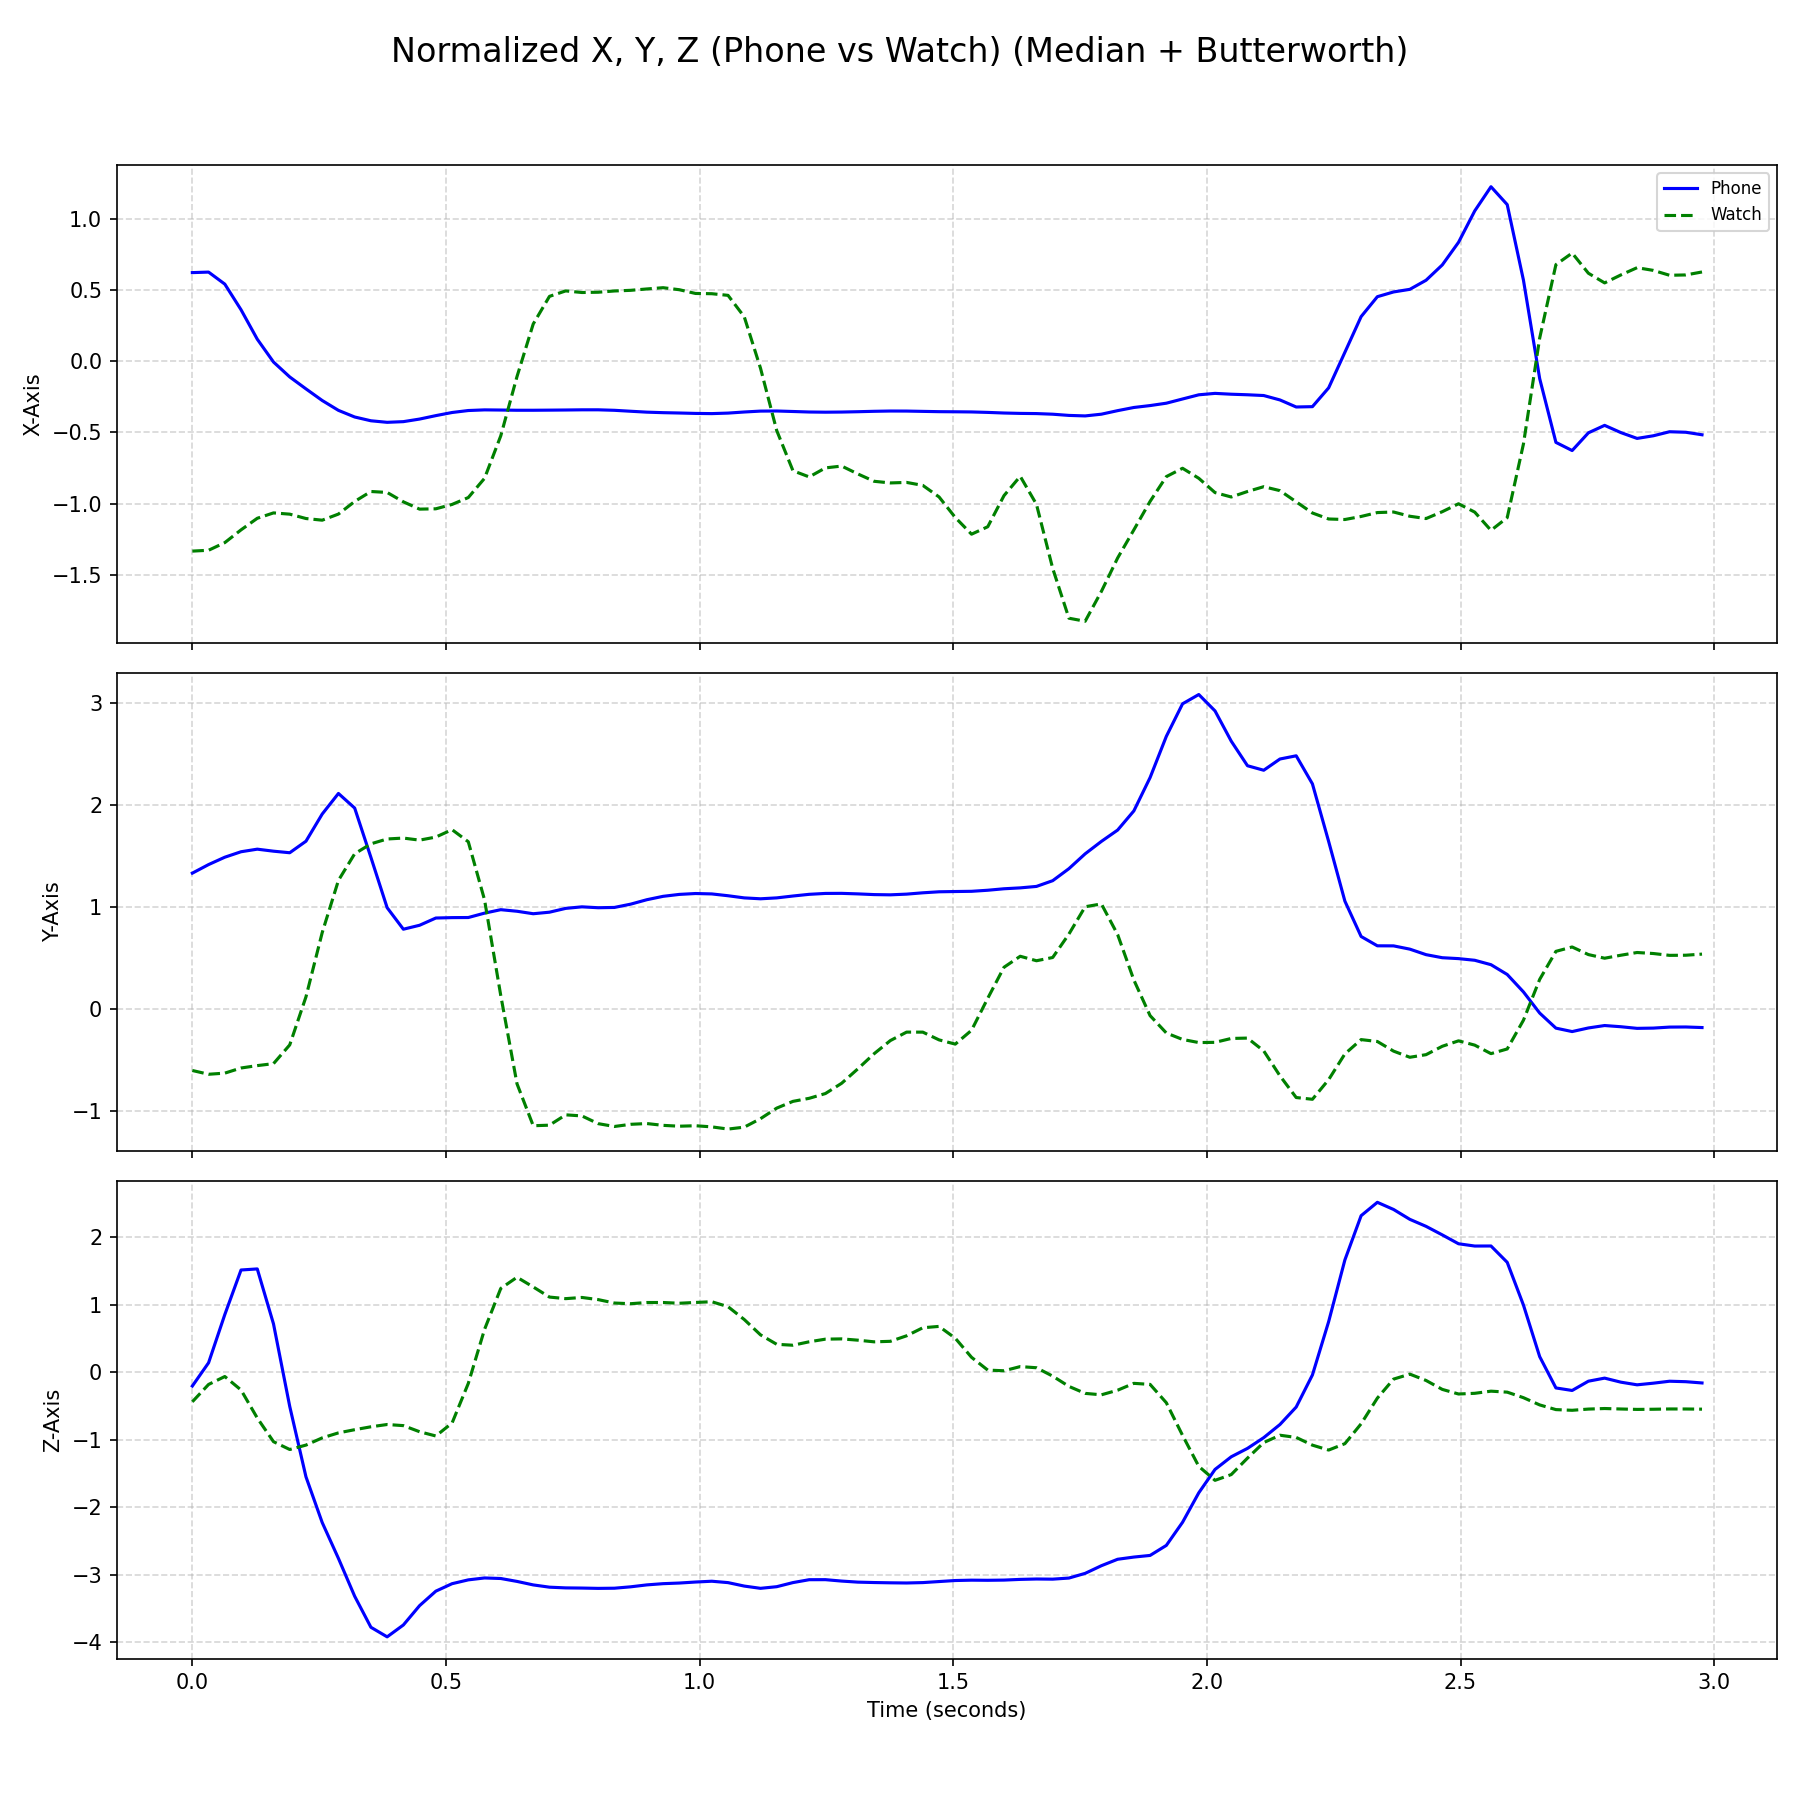 Normalized X, Y, Z (Phone vs Watch) (Median + Butterworth)
Phone
Watch
X-Axis
1.0
0.5
0.0
−0.5
−1.0
−1.5
Y-Axis
3
2
1
0
−1
Z-Axis
2
1
0
−1
−2
−3
−4
0.0 0.5 1.0 1.5 2.0 2.5 3.0
Time (seconds)